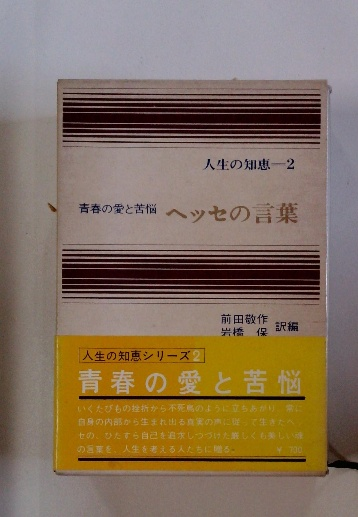 人生の知恵―2
青春の愛と苦悩 ヘッセの言葉
前田敬作
岩橋 保 訳編
人生の知恵シリーズ2
青春の愛と苦悩
いくたびもの挫折から不死鳥のように立ちあがり、常に
自身の内部から生まれ出る真実の声に従って生きたヘッ
セの、ひたすら自己を追求しつづけた厳しくも美しい魂
の言葉を、人生を考える人たちに贈る。 ¥ 300